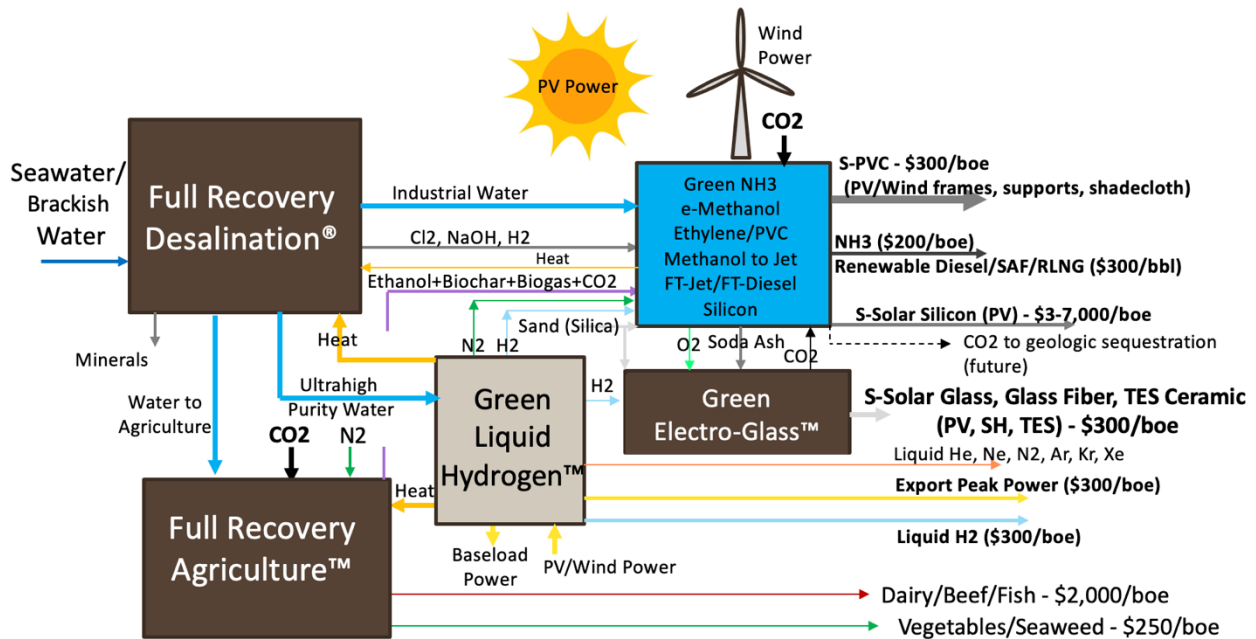 Wind
Power
PV Power
CO2
Seawater/
Brackish
Water
Full Recovery
Desalination®
Industrial Water
Cl2, NaOH, H2
Heat
Ethanol+Biochar+Biogas+CO2
Green NH3
e-Methanol
Ethylene/PVC
Methanol to Jet
FT-Jet/FT-Diesel
Silicon
S-PVC - $300/boe
(PV/Wind frames, supports, shadecloth)
NH3 ($200/boe)
Renewable Diesel/SAF/RLNG ($300/bbl)
S-Solar Silicon (PV) - $3-7,000/boe
CO2 to geologic sequestration
(future)
Minerals
Heat
N2
H2
Sand (Silica)
O2
Soda Ash
CO2
Water to
Agriculture
Ultrahigh
Purity Water
CO2
N2
Green
Liquid
Hydrogen™
H2
Green
Electro-Glass™
S-Solar Glass, Glass Fiber, TES Ceramic
(PV, SH, TES) - $300/boe
Liquid He, Ne, N2, Ar, Kr, Xe
Export Peak Power ($300/boe)
Liquid H2 ($300/boe)
Heat
Full Recovery
Agriculture™
Baseload
Power
PV/Wind Power
Dairy/Beef/Fish - $2,000/boe
Vegetables/Seaweed - $250/boe